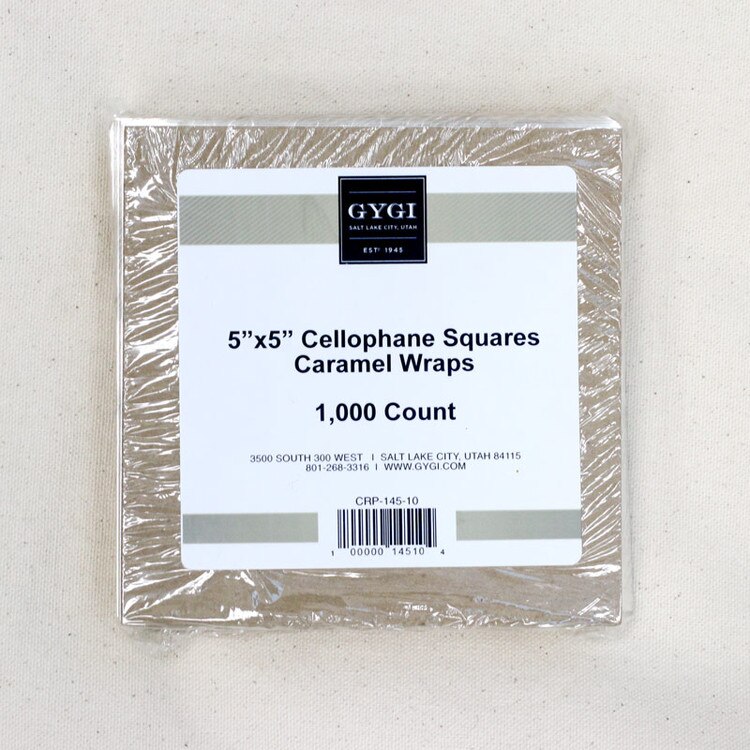 GYGI
SALT LAKE CITY, UTAH
ESTD 1945
5”x5” Cellophane Squares
Caramel Wraps
1,000 Count
3500 SOUTH 300 WEST I SALT LAKE CITY, UTAH 84115
801-268-3316 I WWW.GYGI.COM
CRP-145-10
1 00000 14510 4